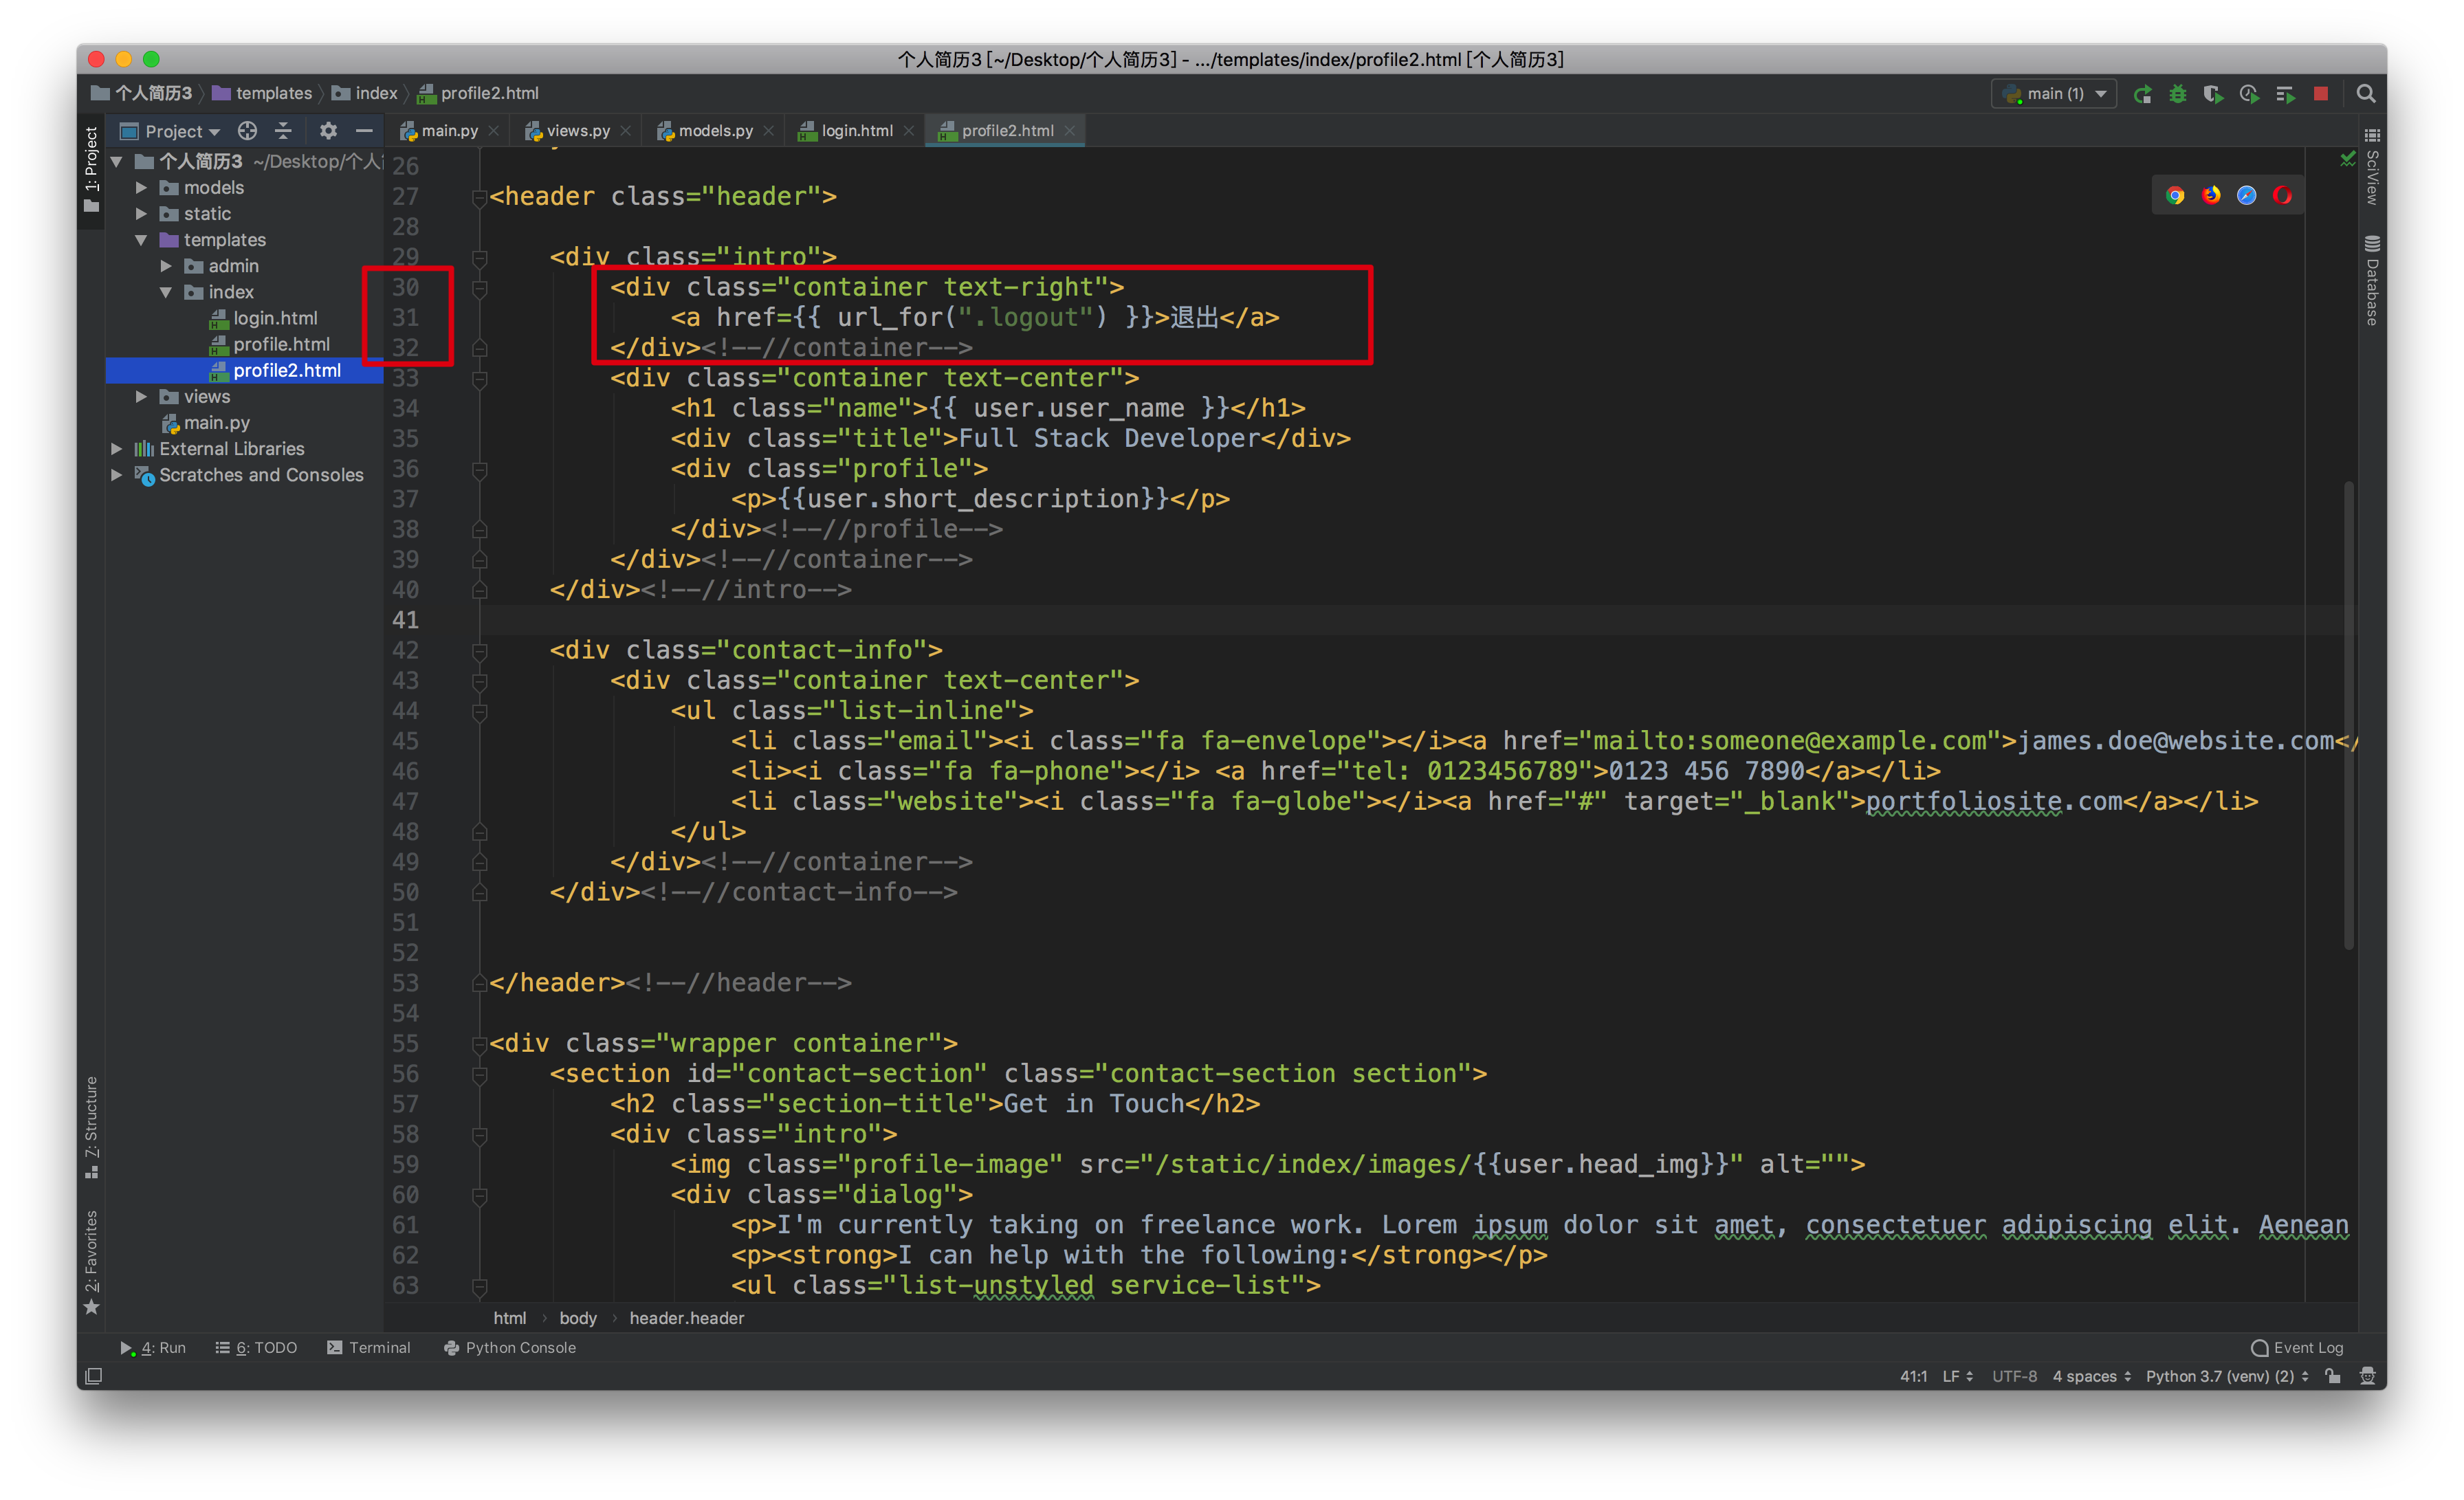 个人简历3 [~/Desktop/个人简历3] - .../templates/index/profile2.html [个人简历3]
个人简历3 templates index profile2.html main (1)
1: Project
Project
main.py views.py models.py login.html profile2.html
个人简历3 ~/Desktop/个人
models
static
templates
admin
index
login.html
profile.html
profile2.html
views
main.py
External Libraries
Scratches and Consoles
26
27 <header class="header">
28
29 <div class="intro">
30 <div class="container text-right">
31 <a href={{ url_for(".logout") }}>退出</a>
32 </div><!--//container-->
33 <div class="container text-center">
34 <h1 class="name">{{ user.user_name }}</h1>
35 <div class="title">Full Stack Developer</div>
36 <div class="profile">
37 <p>{{user.short_description}}</p>
38 </div><!--//profile-->
39 </div><!--//container-->
40 </div><!--//intro-->
41
42 <div class="contact-info">
43 <div class="container text-center">
44 <ul class="list-inline">
45 <li class="email"><i class="fa fa-envelope"></i><a href="mailto:someone@example.com">james.doe@website.com</
46 <li><i class="fa fa-phone"></i> <a href="tel: 0123456789">0123 456 7890</a></li>
47 <li class="website"><i class="fa fa-globe"></i><a href="#" target="_blank">portfoliosite.com</a></li>
48 </ul>
49 </div><!--//container-->
50 </div><!--//contact-info-->
51
52
53 </header><!--//header-->
54
55 <div class="wrapper container">
56 <section id="contact-section" class="contact-section section">
57 <h2 class="section-title">Get in Touch</h2>
58 <div class="intro">
59 <img class="profile-image" src="/static/index/images/{{user.head_img}}" alt="">
60 <div class="dialog">
61 <p>I'm currently taking on freelance work. Lorem ipsum dolor sit amet, consectetuer adipiscing elit. Aenean
62 <p><strong>I can help with the following:</strong></p>
63 <ul class="list-unstyled service-list">
SciView
Database
7: Structure
2: Favorites
html body header.header
4: Run 6: TODO Terminal Python Console Event Log
41:1 LF UTF-8 4 spaces Python 3.7 (venv) (2)